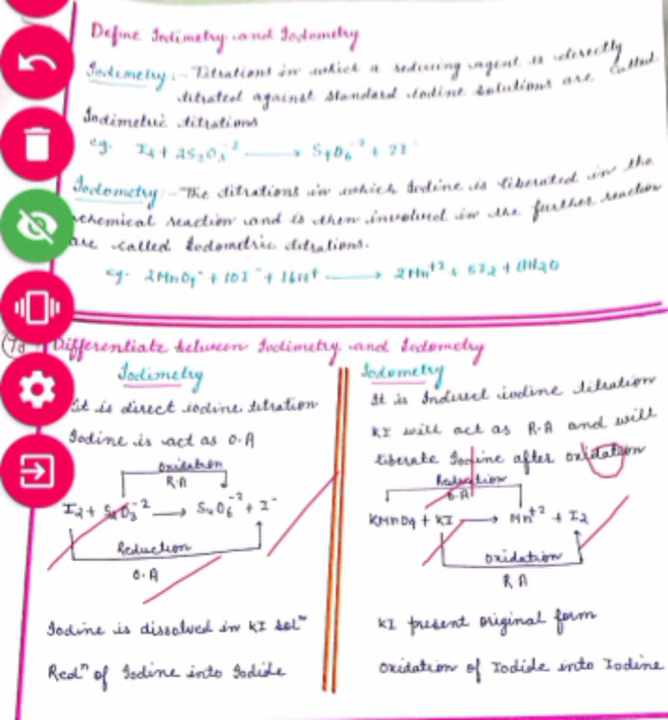 Define Iodimetry and Iodometry
Iodimetry :- Titrations in which a reducing agent is directly
titrated against standard iodine solutions are called
Iodimetric titrations
eg. I2 + 2S2O3⁻² ⟶ S4O6⁻² + 2I⁻
Iodometry :- The titrations in which Iodine is liberated in the
chemical reaction and is then involved in the further reaction
are called Iodometric titrations.
eg. 2MnO4⁻ + 10I⁻ + 16H⁺ ⟶ 2Mn⁺² + 5I2 + 8H2O
Differentiate between Iodimetry and Iodometry
Iodimetry
It is direct iodine titration
Iodine is act as O.A
Oxidation
R.A
I2 + S2O3⁻² ⟶ S4O6⁻² + I⁻
Reduction
O.A
Iodine is dissolved in KI solⁿ
Redⁿ of Iodine into Iodide
Iodometry
It is Indirect iodine titration
KI will act as R.A and will
liberate Iodine after oxidation
Reduction
O.A
KMnO4 + KI ⟶ Mn⁺² + I2
Oxidation
R.A
KI present original form
Oxidation of Iodide into Iodine